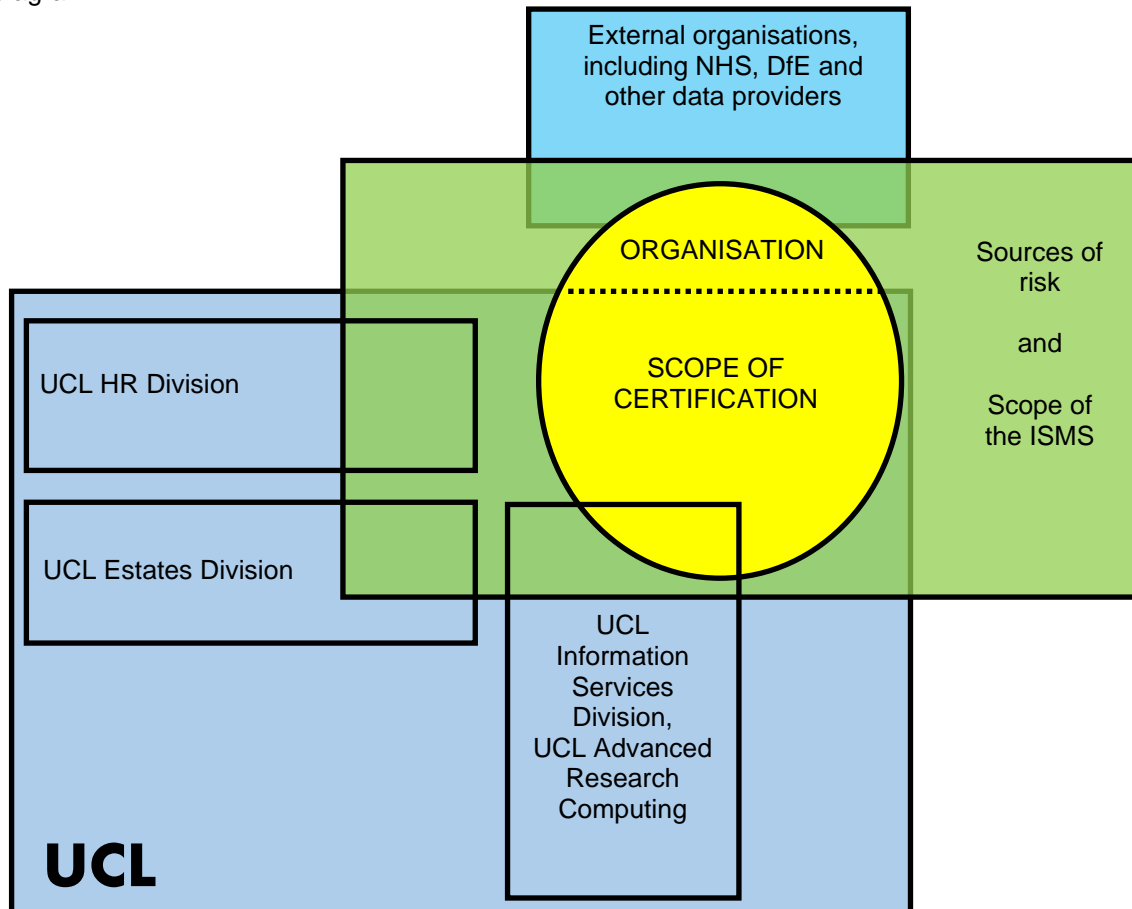 External organisations,
including NHS, DfE and
other data providers
ORGANISATION
SCOPE OF
CERTIFICATION
Sources of
risk
and
Scope of
the ISMS
UCL HR Division
UCL Estates Division
UCL
Information
Services
Division,
UCL Advanced
Research
Computing
UCL